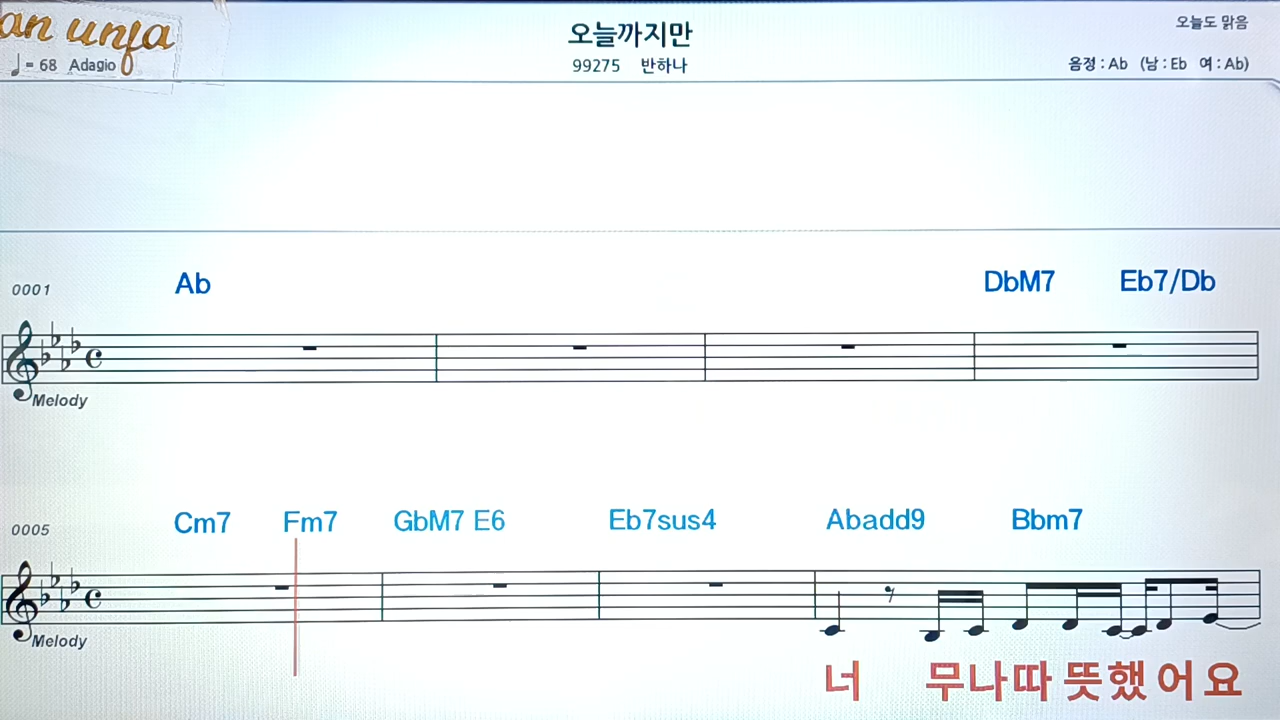 an unfa
오늘까지만
오늘도 맑음
♩= 68 Adagio
99275 반하나
음정 : Ab (남 : Eb 여 : Ab)
0001
Ab DbM7 Eb7/Db
Melody
0005
Cm7 Fm7 GbM7 E6 Eb7sus4 Abadd9 Bbm7
Melody
너 무나따 뜻했어요